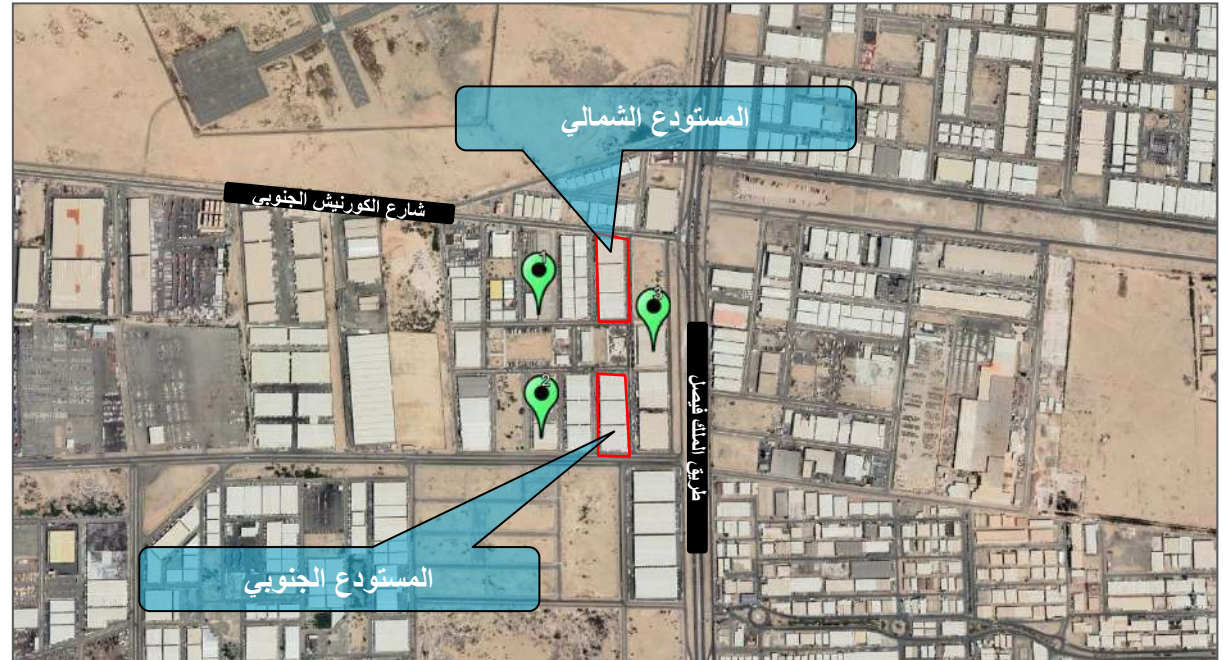 المستودع الشمالي
شارع الكورنيش الجنوبي
1
3
2
طريق الملك فيصل
المستودع الجنوبي